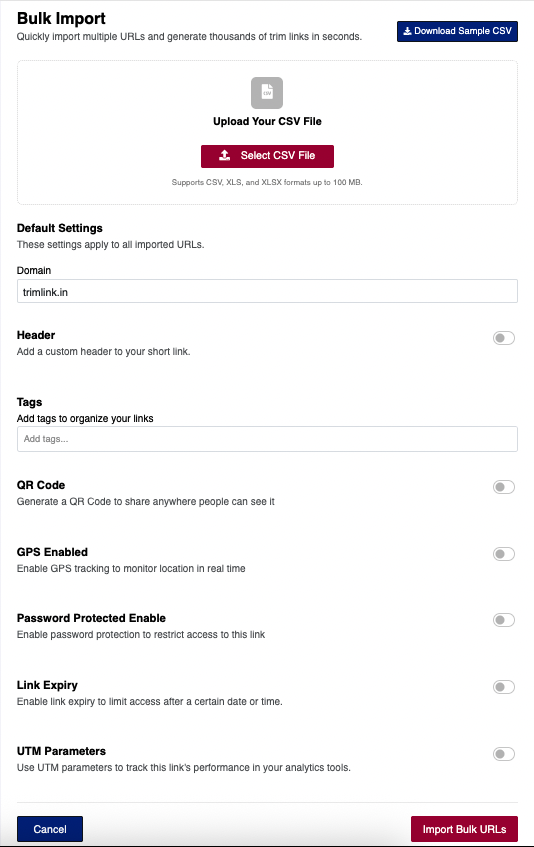 Bulk Import
Quickly import multiple URLs and generate thousands of trim links in seconds.
Download Sample CSV
CSV
Upload Your CSV File
Select CSV File
Supports CSV, XLS, and XLSX formats up to 100 MB.
Default Settings
These settings apply to all imported URLs.
Domain
trimlink.in
Header
Add a custom header to your short link.
Tags
Add tags to organize your links
Add tags...
QR Code
Generate a QR Code to share anywhere people can see it
GPS Enabled
Enable GPS tracking to monitor location in real time
Password Protected Enable
Enable password protection to restrict access to this link
Link Expiry
Enable link expiry to limit access after a certain date or time.
UTM Parameters
Use UTM parameters to track this link's performance in your analytics tools.
Cancel
Import Bulk URLs